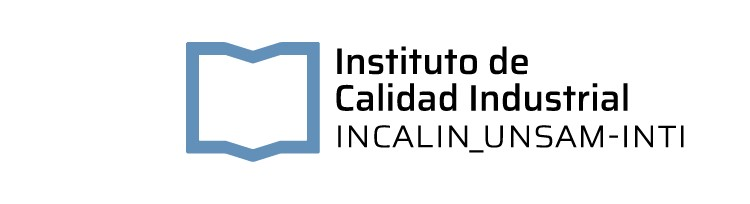 Instituto de
Calidad Industrial
INCALIN_UNSAM-INTI